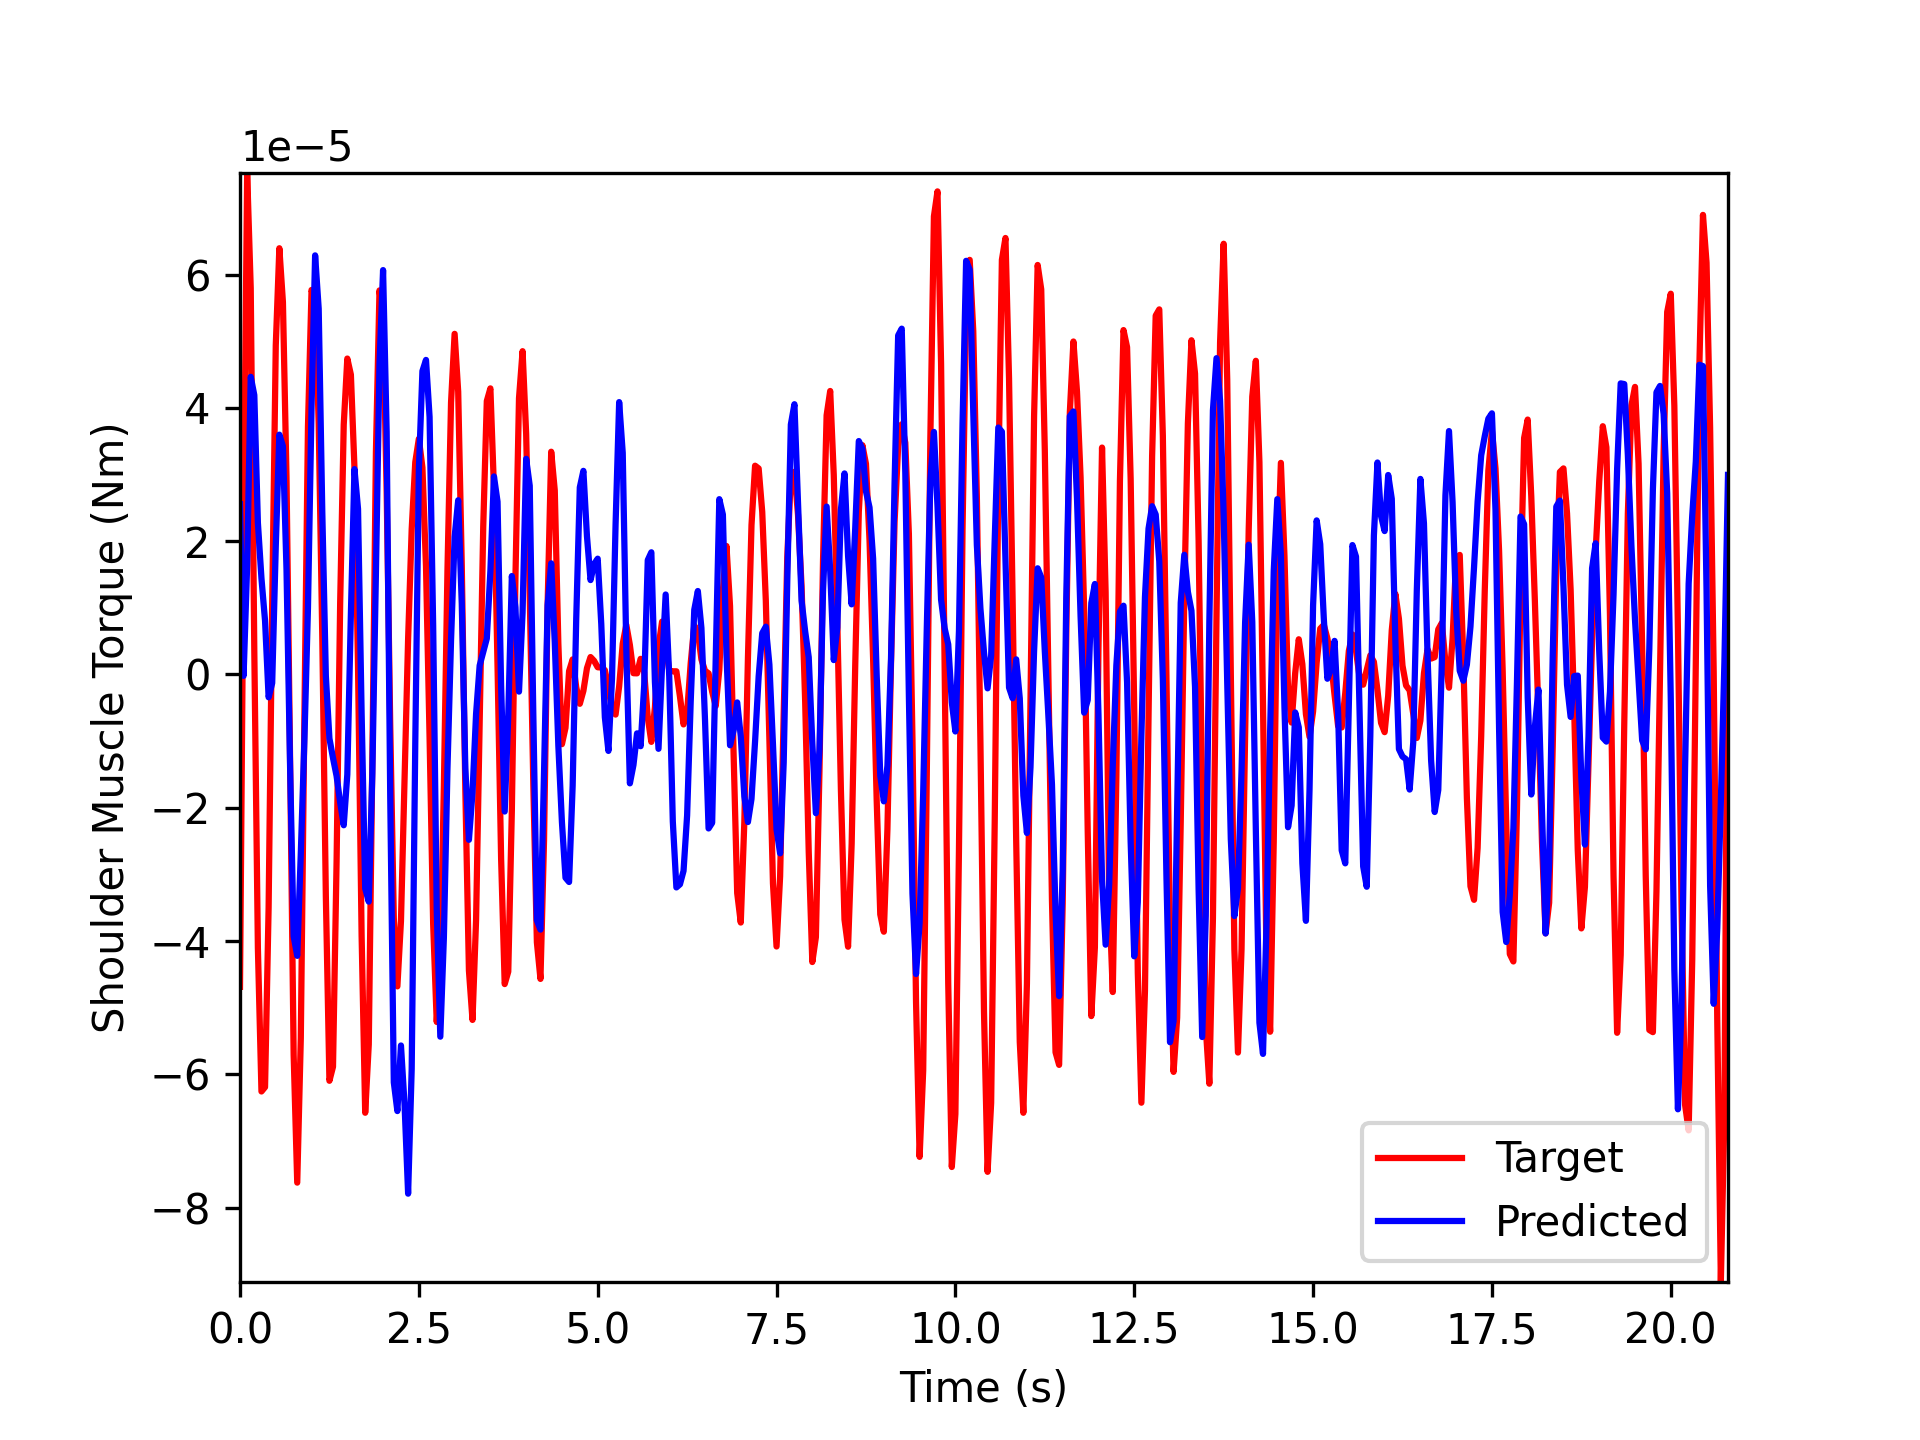 1e−5
Shoulder Muscle Torque (Nm)
6
4
2
0
−2
−4
−6
−8
Target
Predicted
0.0 2.5 5.0 7.5 10.0 12.5 15.0 17.5 20.0
Time (s)